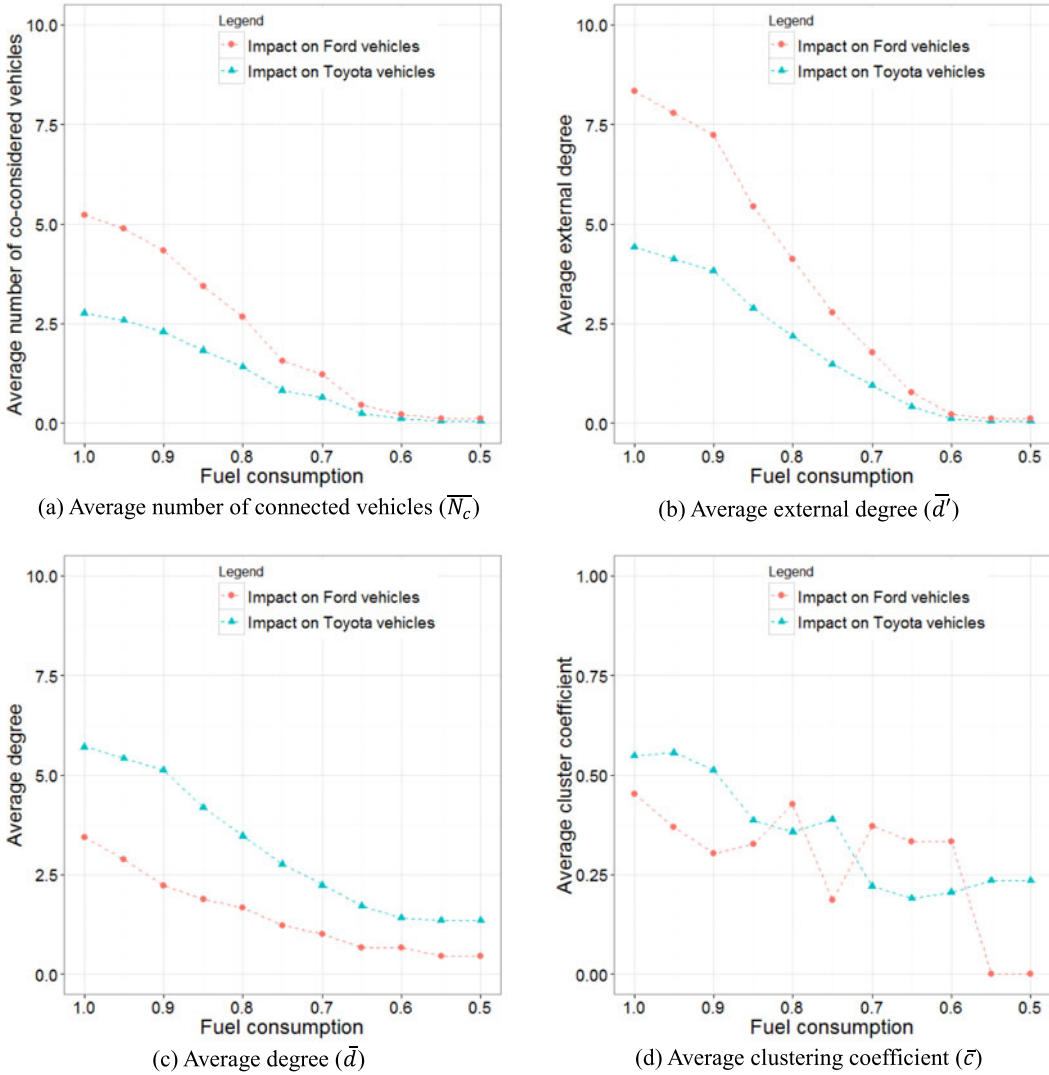 Legend
Impact on Ford vehicles
Impact on Toyota vehicles
Average number of co-considered vehicles
10.0
7.5
5.0
2.5
0.0
1.0 0.9 0.8 0.7 0.6 0.5
Fuel consumption
(a) Average number of connected vehicles (\overline{N_c})
Legend
Impact on Ford vehicles
Impact on Toyota vehicles
Average external degree
10.0
7.5
5.0
2.5
0.0
1.0 0.9 0.8 0.7 0.6 0.5
Fuel consumption
(b) Average external degree (\overline{d}′)
Legend
Impact on Ford vehicles
Impact on Toyota vehicles
Average degree
10.0
7.5
5.0
2.5
0.0
1.0 0.9 0.8 0.7 0.6 0.5
Fuel consumption
(c) Average degree (\overline{d})
Legend
Impact on Ford vehicles
Impact on Toyota vehicles
Average cluster coefficient
1.00
0.75
0.50
0.25
0.00
1.0 0.9 0.8 0.7 0.6 0.5
Fuel consumption
(d) Average clustering coefficient (\overline{c})